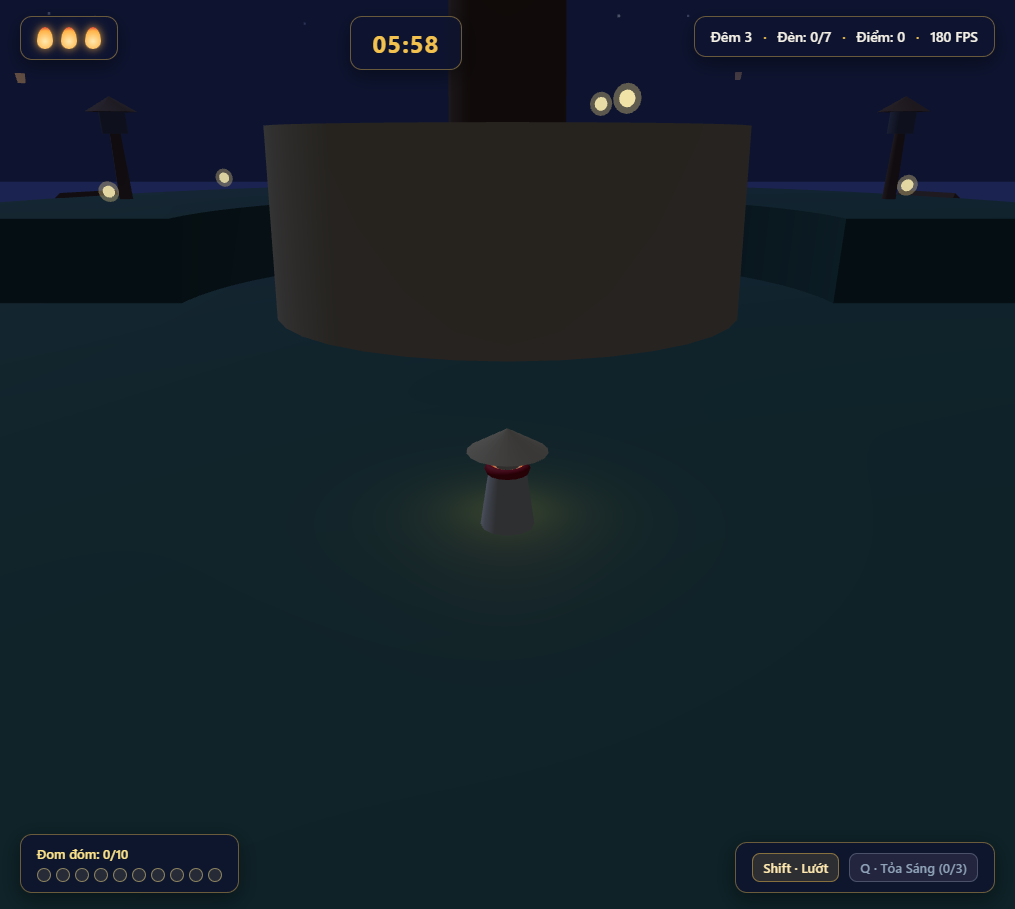 05:58
Đêm 3 · Đèn: 0/7 · Điểm: 0 · 180 FPS
Đom đóm: 0/10
Shift · Lướt
Q · Tỏa Sáng (0/3)